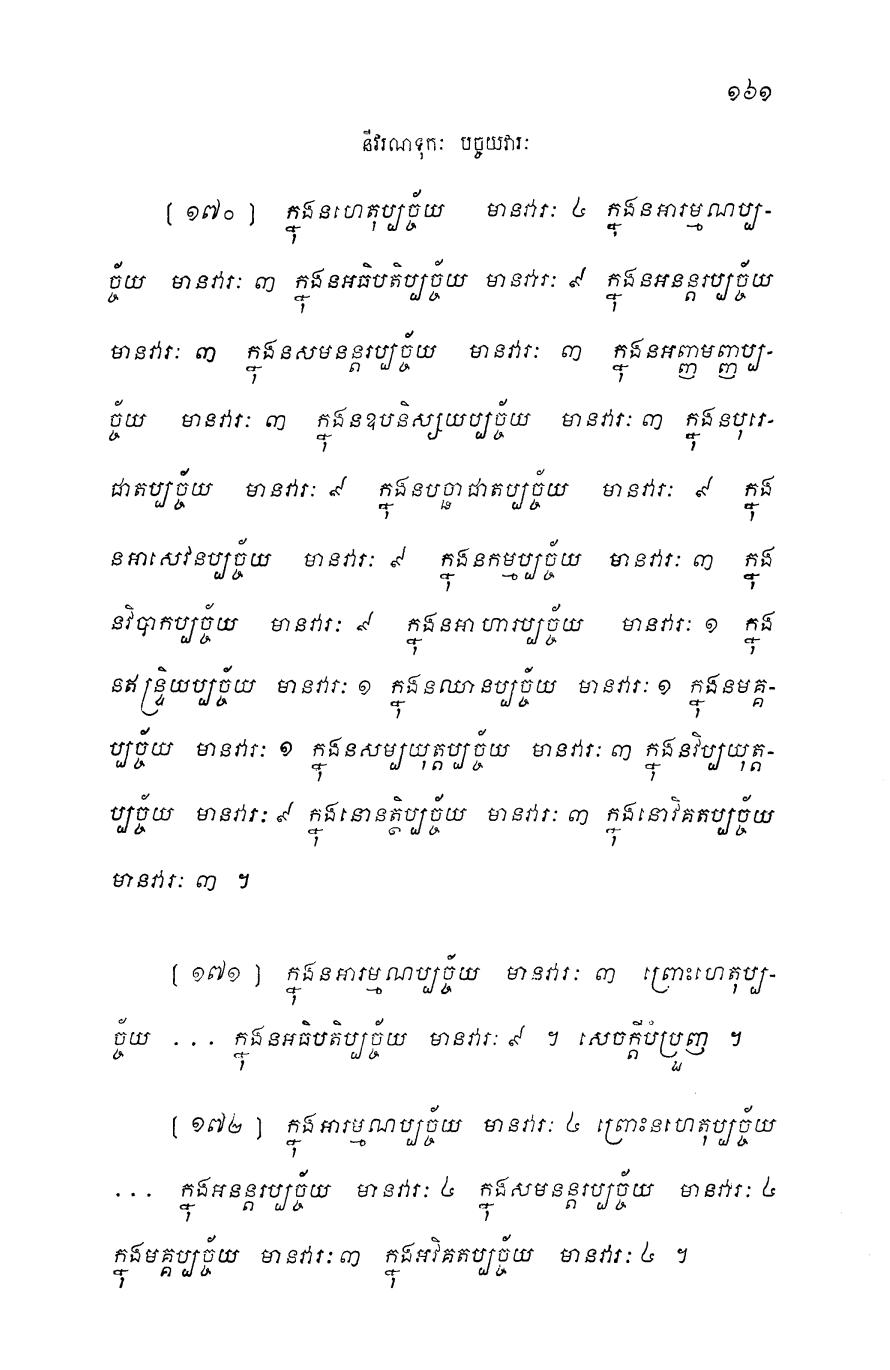 ១៦១
នីវរណទុកៈ បច្ចយវារៈ
[ ១៧០ ] ក្នុងនហេតុប្បច្ច័យ មានវារៈ ៤ ក្នុងនអារម្មណប្ប-
ច្ច័យ មានវារៈ ៣ ក្នុងនអធិបតិប្បច្ច័យ មានវារៈ ៩ ក្នុងនអនន្តរប្បច្ច័យ
មានវារៈ ៣ ក្នុងនសមនន្តរប្បច្ច័យ មានវារៈ ៣ ក្នុងនអញ្ញមញ្ញប្ប-
ច្ច័យ មានវារៈ ៣ ក្នុងនឧបនិស្សយប្បច្ច័យ មានវារៈ ៣ ក្នុងនបុរេ-
ជាតប្បច្ច័យ មានវារៈ ៩ ក្នុងនបច្ឆាជាតប្បច្ច័យ មានវារៈ ៩ ក្នុង
នអាសេវនប្បច្ច័យ មានវារៈ ៩ ក្នុងនកម្មប្បច្ច័យ មានវារៈ ៣ ក្នុង
នវិបាកប្បច្ច័យ មានវារៈ ៩ ក្នុងនអាហារប្បច្ច័យ មានវារៈ ១ ក្នុង
នឥន្ទ្រិយប្បច្ច័យ មានវារៈ ១ ក្នុងនឈានប្បច្ច័យ មានវារៈ ១ ក្នុងនមគ្គ-
ប្បច្ច័យ មានវារៈ ១ ក្នុងនសម្បយុត្តប្បច្ច័យ មានវារៈ ៣ ក្នុងនវិប្បយុត្ត-
ប្បច្ច័យ មានវារៈ ៩ ក្នុងនោនត្ថិប្បច្ច័យ មានវារៈ ៣ ក្នុងនោវិគតប្បច្ច័យ
មានវារៈ ៣ ។
[ ១៧១ ] ក្នុងនអារម្មណប្បច្ច័យ មានវារៈ ៣ ព្រោះហេតុប្ប-
ច្ច័យ ... ក្នុងនអធិបតិប្បច្ច័យ មានវារៈ ៩ ។ សេចក្តីបំប្រួញ ។
[ ១៧២ ] ក្នុងអារម្មណប្បច្ច័យ មានវារៈ ៤ ព្រោះនហេតុប្បច្ច័យ
... ក្នុងអនន្តរប្បច្ច័យ មានវារៈ ៤ ក្នុងសមនន្តរប្បច្ច័យ មានវារៈ ៤
ក្នុងមគ្គប្បច្ច័យ មានវារៈ ៣ ក្នុងអវិគតប្បច្ច័យ មានវារៈ ៤ ។